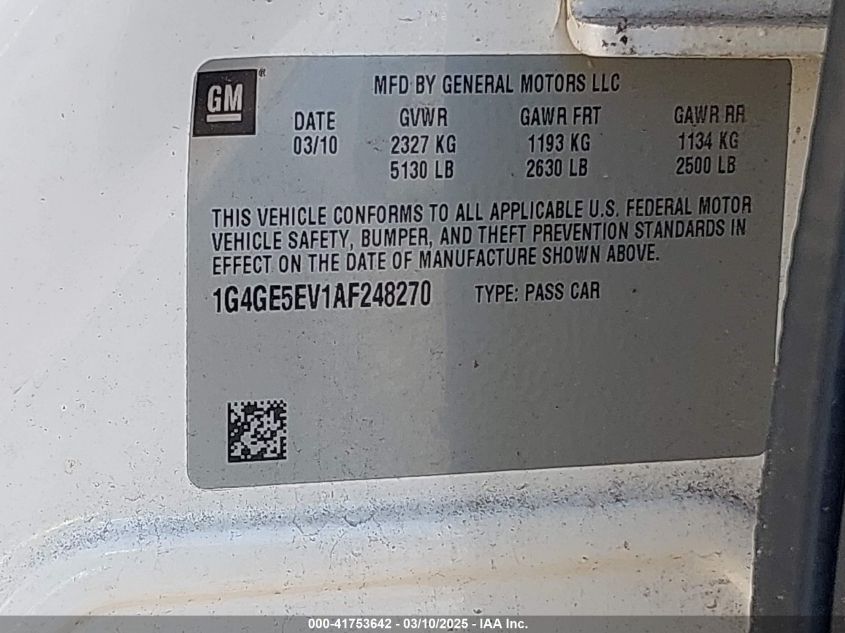 GM ®
MFD BY GENERAL MOTORS LLC
DATE GVWR GAWR FRT GAWR RR
03/10 2327 KG 1193 KG 1134 KG
5130 LB 2630 LB 2500 LB
THIS VEHICLE CONFORMS TO ALL APPLICABLE U.S. FEDERAL MOTOR
VEHICLE SAFETY, BUMPER, AND THEFT PREVENTION STANDARDS IN
EFFECT ON THE DATE OF MANUFACTURE SHOWN ABOVE.
1G4GE5EV1AF248270 TYPE: PASS CAR
000-41753642 - 03/10/2025 - IAA Inc.